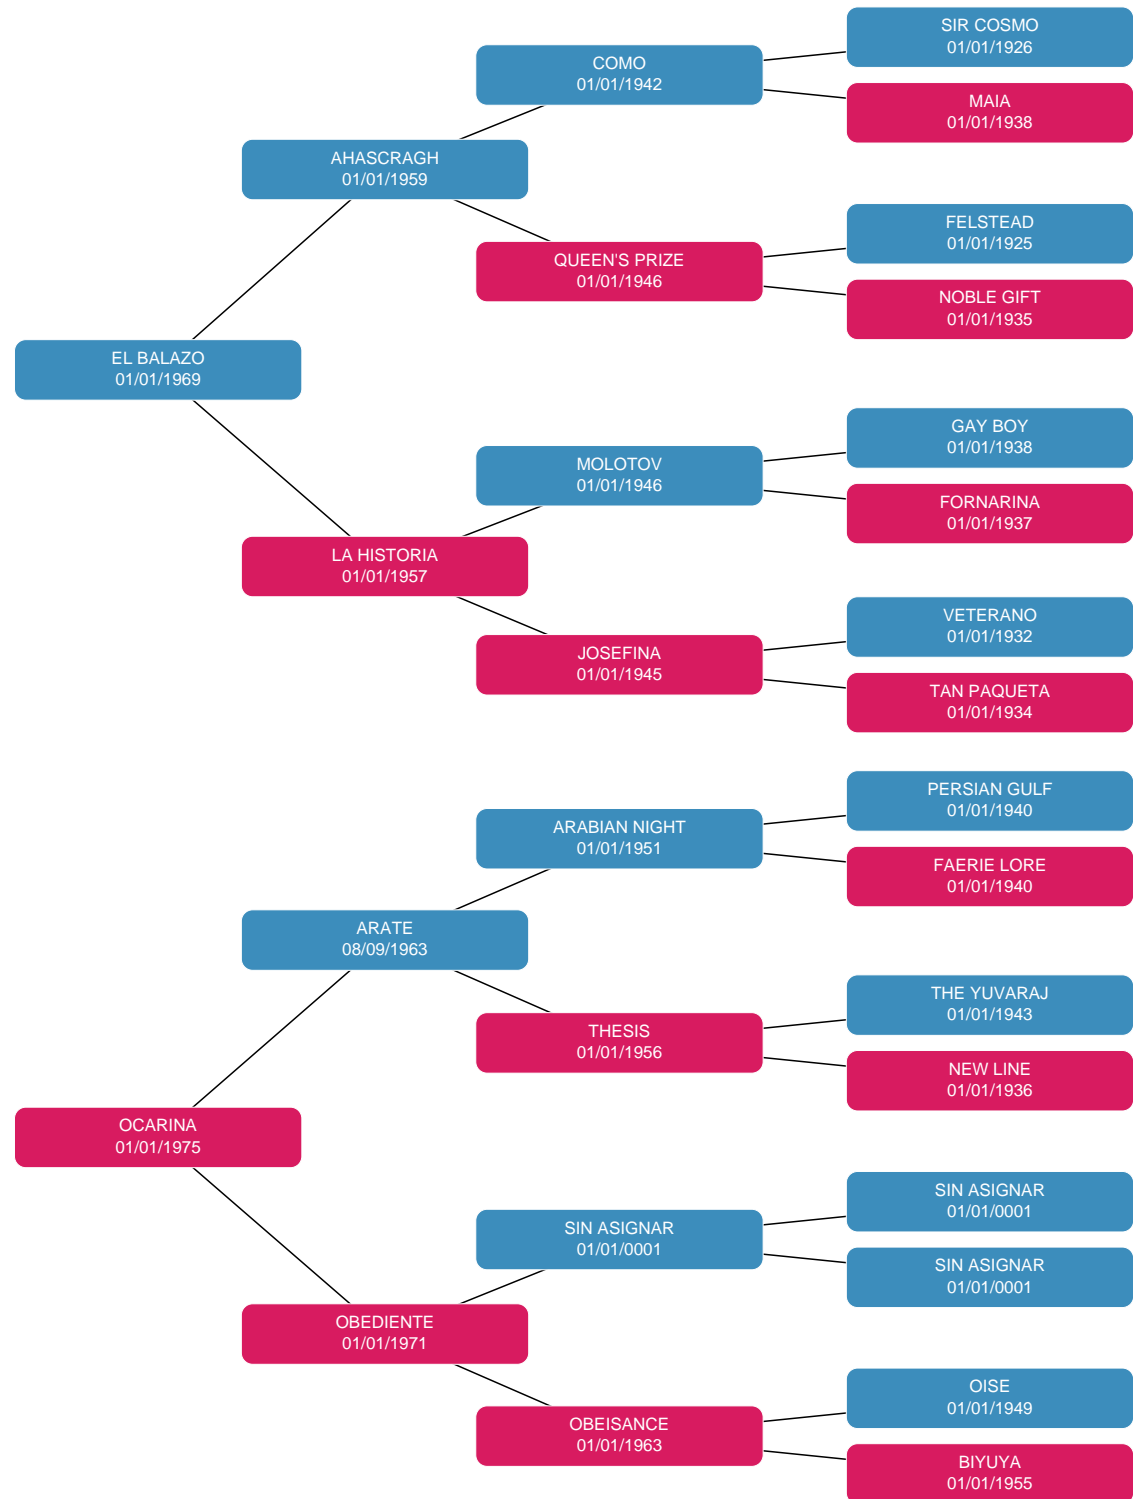 SIR COSMO
01/01/1926
COMO
01/01/1942
MAIA
01/01/1938
AHASCRAGH
01/01/1959
FELSTEAD
01/01/1925
QUEEN'S PRIZE
01/01/1946
NOBLE GIFT
01/01/1935
EL BALAZO
01/01/1969
GAY BOY
01/01/1938
MOLOTOV
01/01/1946
FORNARINA
01/01/1937
LA HISTORIA
01/01/1957
VETERANO
01/01/1932
JOSEFINA
01/01/1945
TAN PAQUETA
01/01/1934
PERSIAN GULF
01/01/1940
ARABIAN NIGHT
01/01/1951
FAERIE LORE
01/01/1940
ARATE
08/09/1963
THE YUVARAJ
01/01/1943
THESIS
01/01/1956
NEW LINE
01/01/1936
OCARINA
01/01/1975
SIN ASIGNAR
01/01/0001
SIN ASIGNAR
01/01/0001
SIN ASIGNAR
01/01/0001
OBEDIENTE
01/01/1971
OISE
01/01/1949
OBEISANCE
01/01/1963
BIYUYA
01/01/1955